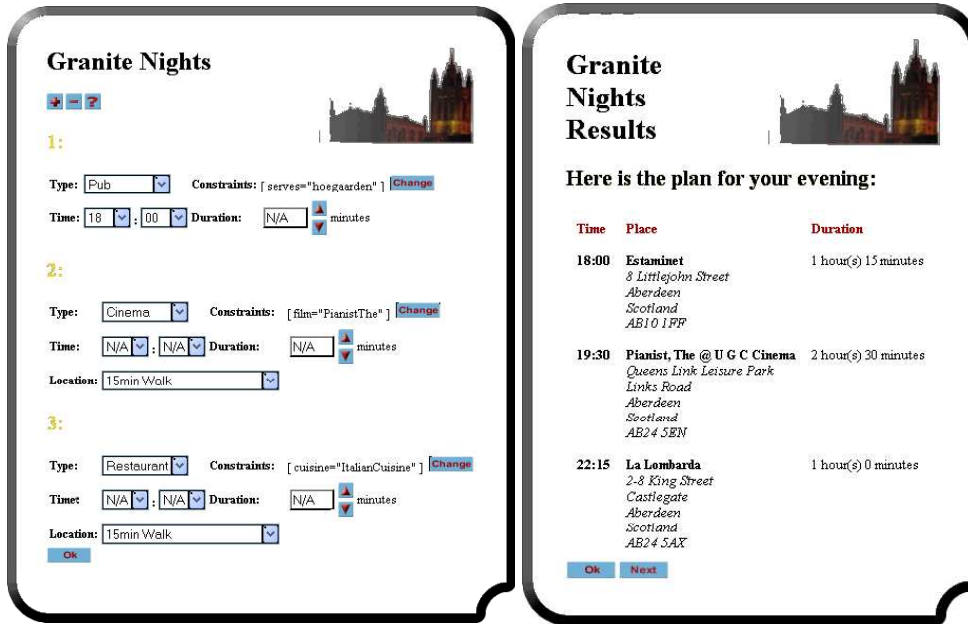 Granite Nights
+ - ?
1:
Type: Pub Constraints: [ serves="hoegaarden" ] Change
Time: 18 : 00 Duration: N/A minutes
2:
Type: Cinema Constraints: [film="PianistThe" ] Change
Time: N/A : N/A Duration: N/A minutes
Location: 15min Walk
3:
Type: Restaurant Constraints: [ cuisine="ItalianCuisine" ] Change
Time: N/A : N/A Duration: N/A minutes
Location: 15min Walk
Ok
Granite
Nights
Results
Here is the plan for your evening:
Time Place Duration
18:00 Estaminet 1 hour(s) 15 minutes
8 Littlejohn Street
Aberdeen
Scotland
AB10 1FF
19:30 Pianist, The @ U G C Cinema 2 hour(s) 30 minutes
Queens Link Leisure Park
Links Road
Aberdeen
Scotland
AB24 5EN
22:15 La Lombarda 1 hour(s) 0 minutes
2-8 King Street
Castlegate
Aberdeen
Scotland
AB24 5AX
Ok Next